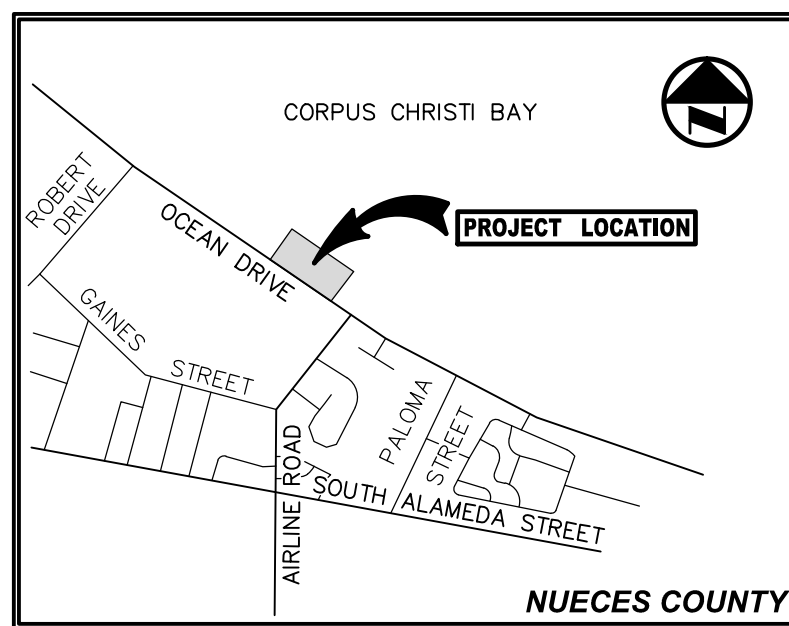 CORPUS CHRISTI BAY
N
ROBERT
DRIVE
OCEAN DRIVE
PROJECT LOCATION
GAINES
STREET
PALOMA
STREET
AIRLINE ROAD
SOUTH ALAMEDA STREET
NUECES COUNTY